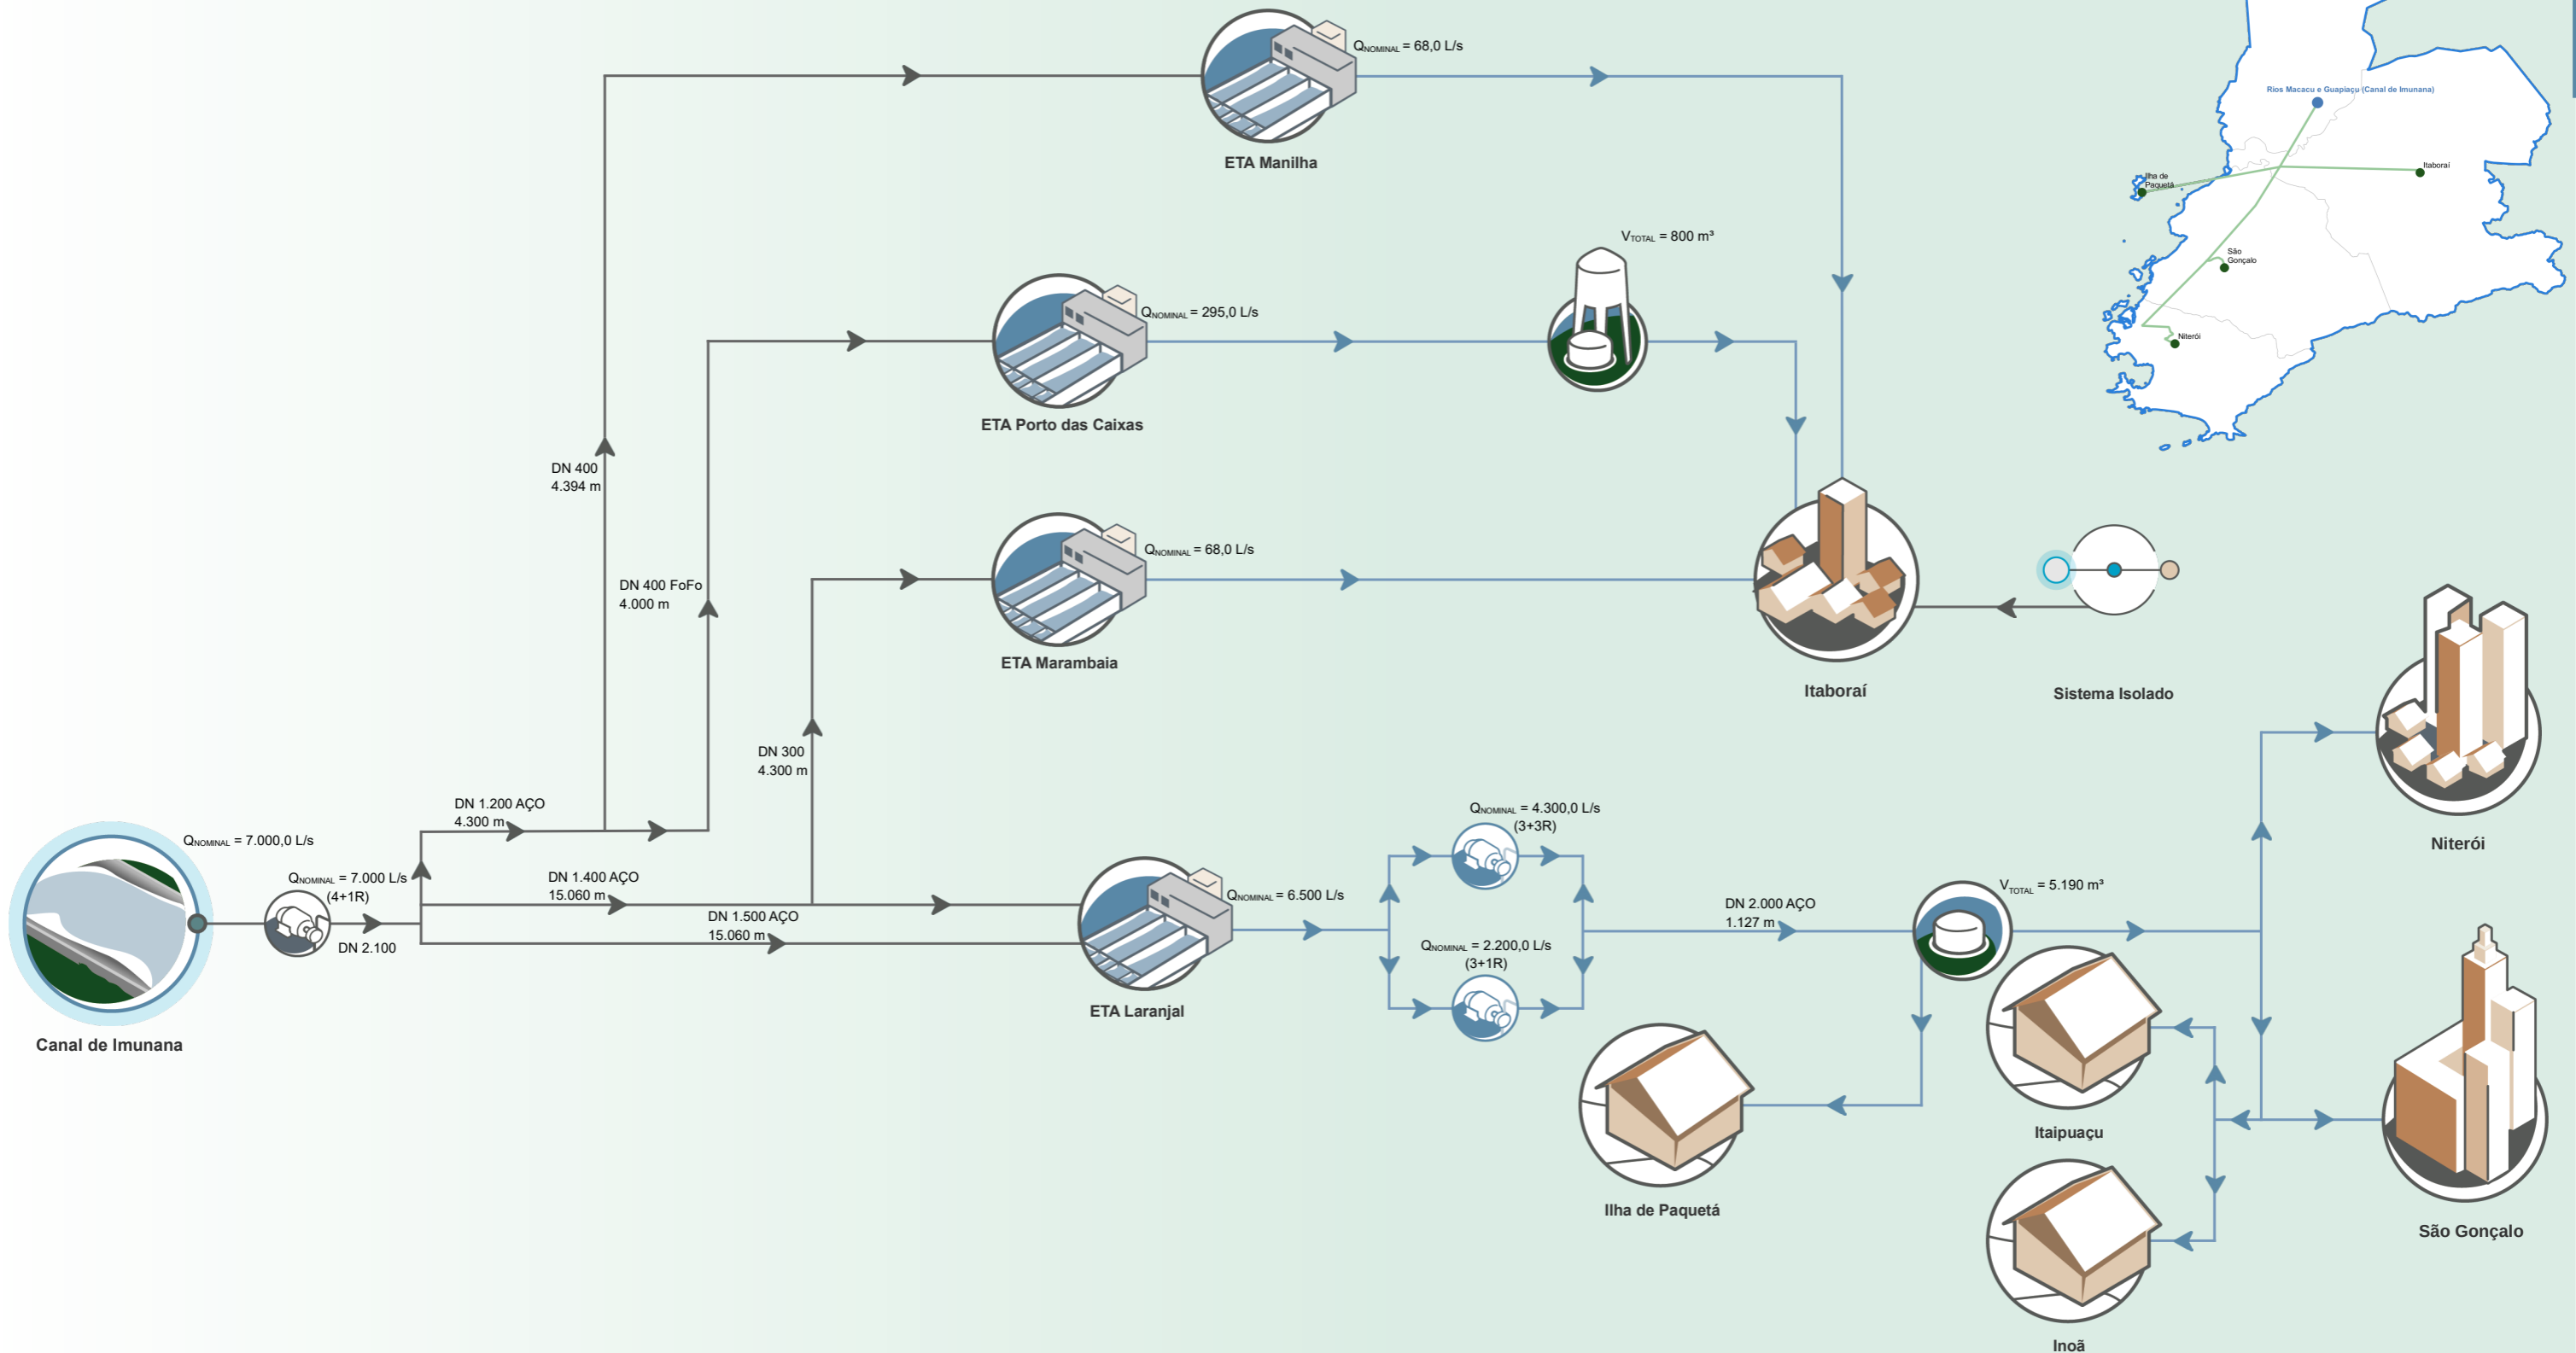 QNOMINAL = 68,0 L/s
ETA Manilha
Rios Macacu e Guapiaçu (Canal de Imunana)
Itaboraí
Ilha de
Paquetá
São
Gonçalo
Niterói
VTOTAL = 800 m³
QNOMINAL = 295,0 L/s
ETA Porto das Caixas
DN 400
4.394 m
QNOMINAL = 68,0 L/s
DN 400 FoFo
4.000 m
ETA Marambaia
Itaboraí
Sistema Isolado
DN 300
4.300 m
DN 1.200 AÇO
4.300 m
QNOMINAL = 7.000,0 L/s
QNOMINAL = 7.000 L/s
(4+1R)
DN 2.100
DN 1.400 AÇO
15.060 m
DN 1.500 AÇO
15.060 m
Canal de Imunana
QNOMINAL = 6.500 L/s
ETA Laranjal
QNOMINAL = 4.300,0 L/s
(3+3R)
QNOMINAL = 2.200,0 L/s
(3+1R)
DN 2.000 AÇO
1.127 m
VTOTAL = 5.190 m³
Niterói
Itaipuaçu
Ilha de Paquetá
São Gonçalo
Inoã